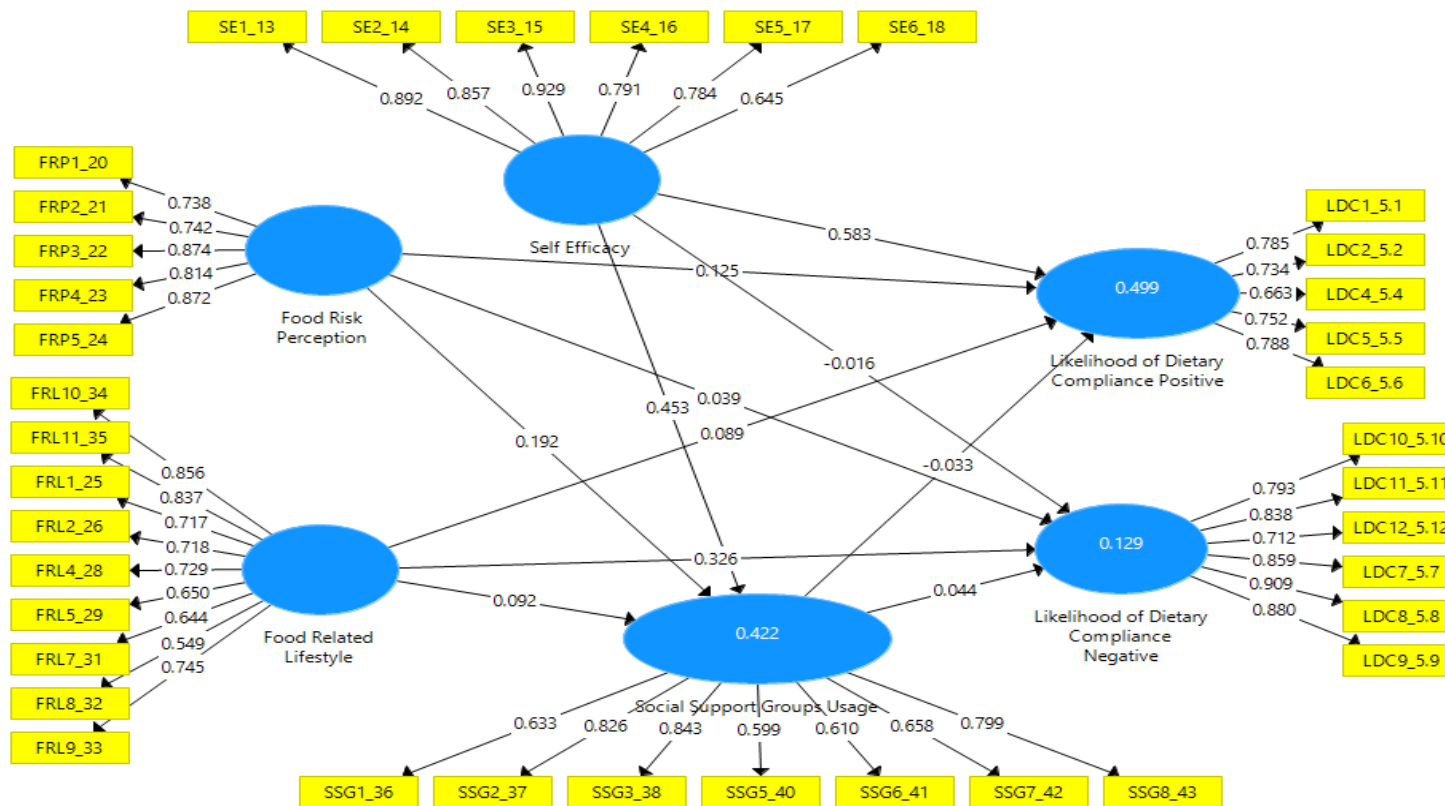 SE1_13
SE2_14
SE3_15
SE4_16
SE5_17
SE6_18
0.892
0.857
0.929
0.791
0.784
0.645
Self Efficacy
FRP1_20
FRP2_21
FRP3_22
FRP4_23
FRP5_24
0.738
0.742
0.874
0.814
0.872
Food Risk
Perception
FRL10_34
FRL11_35
FRL1_25
FRL2_26
FRL4_28
FRL5_29
FRL7_31
FRL8_32
FRL9_33
0.856
0.837
0.717
0.718
0.729
0.650
0.644
0.549
0.745
Food Related
Lifestyle
0.583
0.125
-0.016
0.039
0.453
0.089
0.192
-0.033
0.326
0.092
0.044
0.499
Likelihood of Dietary
Compliance Positive
0.785
0.734
0.663
0.752
0.788
LDC1_5.1
LDC2_5.2
LDC4_5.4
LDC5_5.5
LDC6_5.6
0.129
Likelihood of Dietary
Compliance
Negative
0.793
0.838
0.712
0.859
0.909
0.880
LDC10_5.10
LDC11_5.11
LDC12_5.12
LDC7_5.7
LDC8_5.8
LDC9_5.9
0.422
Social Support Groups Usage
0.633
0.826
0.843
0.599
0.610
0.658
0.799
SSG1_36
SSG2_37
SSG3_38
SSG5_40
SSG6_41
SSG7_42
SSG8_43